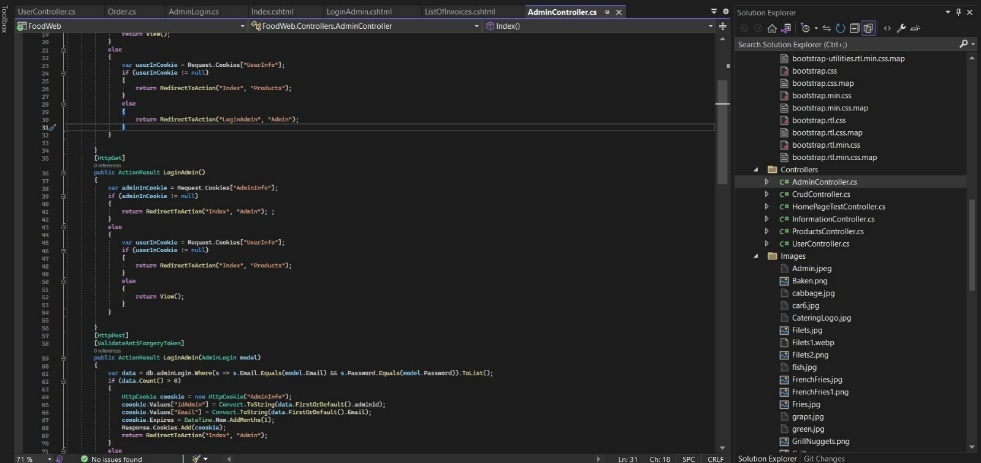 Toolbox
UserController.cs
Order.cs
AdminLogin.cs
Index.cshtml
LoginAdmin.cshtml
ListOfInvoices.cshtml
AdminController.cs
FoodWeb
FoodWeb.Controllers.AdminController
Index()
19 return View();
20 }
21 else
22 {
23 var userInCookie = Request.Cookies["UserInfo"];
24 if (userInCookie != null)
25 {
26 return RedirectToAction("Index", "Products");
27 }
28 else
29 {
30 return RedirectToAction("LoginAdmin", "Admin");
31 }
32 }
33
34 }
35 [HttpGet]
0 references
36 public ActionResult LoginAdmin()
37 {
38 var adminInCookie = Request.Cookies["AdminInfo"];
39 if (adminInCookie != null)
40 {
41 return RedirectToAction("Index", "Admin"); ;
42 }
43 else
44 {
45 var userInCookie = Request.Cookies["UserInfo"];
46 if (userInCookie != null)
47 {
48 return RedirectToAction("Index", "Products");
49 }
50 else
51 {
52 return View();
53 }
54 }
55
56 }
57 [HttpPost]
58 [ValidateAntiForgeryToken]
0 references
59 public ActionResult LoginAdmin(AdminLogin model)
60 {
61 var data = db.adminLogin.Where(s => s.Email.Equals(model.Email) && s.Password.Equals(model.Password)).ToList();
62 if (data.Count() > 0)
63 {
64 HttpCookie cooskie = new HttpCookie("AdminInfo");
65 cooskie.Values["idAdmin"] = Convert.ToString(data.FirstOrDefault().adminid);
66 cooskie.Values["Email"] = Convert.ToString(data.FirstOrDefault().Email);
67 cooskie.Expires = DateTime.Now.AddMonths(1);
68 Response.Cookies.Add(cooskie);
69 return RedirectToAction("Index", "Admin");
70 }
71 else
71 %
No issues found
Ln: 31
Ch: 18
SPC
CRLF
Solution Explorer
Search Solution Explorer (Ctrl+;)
bootstrap-utilities.rtl.min.css.map
bootstrap.css
bootstrap.css.map
bootstrap.min.css
bootstrap.min.css.map
bootstrap.rtl.css
bootstrap.rtl.css.map
bootstrap.rtl.min.css
bootstrap.rtl.min.css.map
Controllers
C# AdminController.cs
C# CrudController.cs
C# HomePageTestController.cs
C# InformationController.cs
C# ProductsController.cs
C# UserController.cs
Images
Admin.jpeg
Baken.png
cabbage.jpg
car6.jpg
CateringLogo.jpg
Filets.jpg
Filets1.webp
Filets2.png
fish.jpg
FrenchFries.jpg
FrenchFries1.png
Fries.jpg
graps.jpg
green.jpg
GrillNuggets.png
Solution Explorer
Git Changes